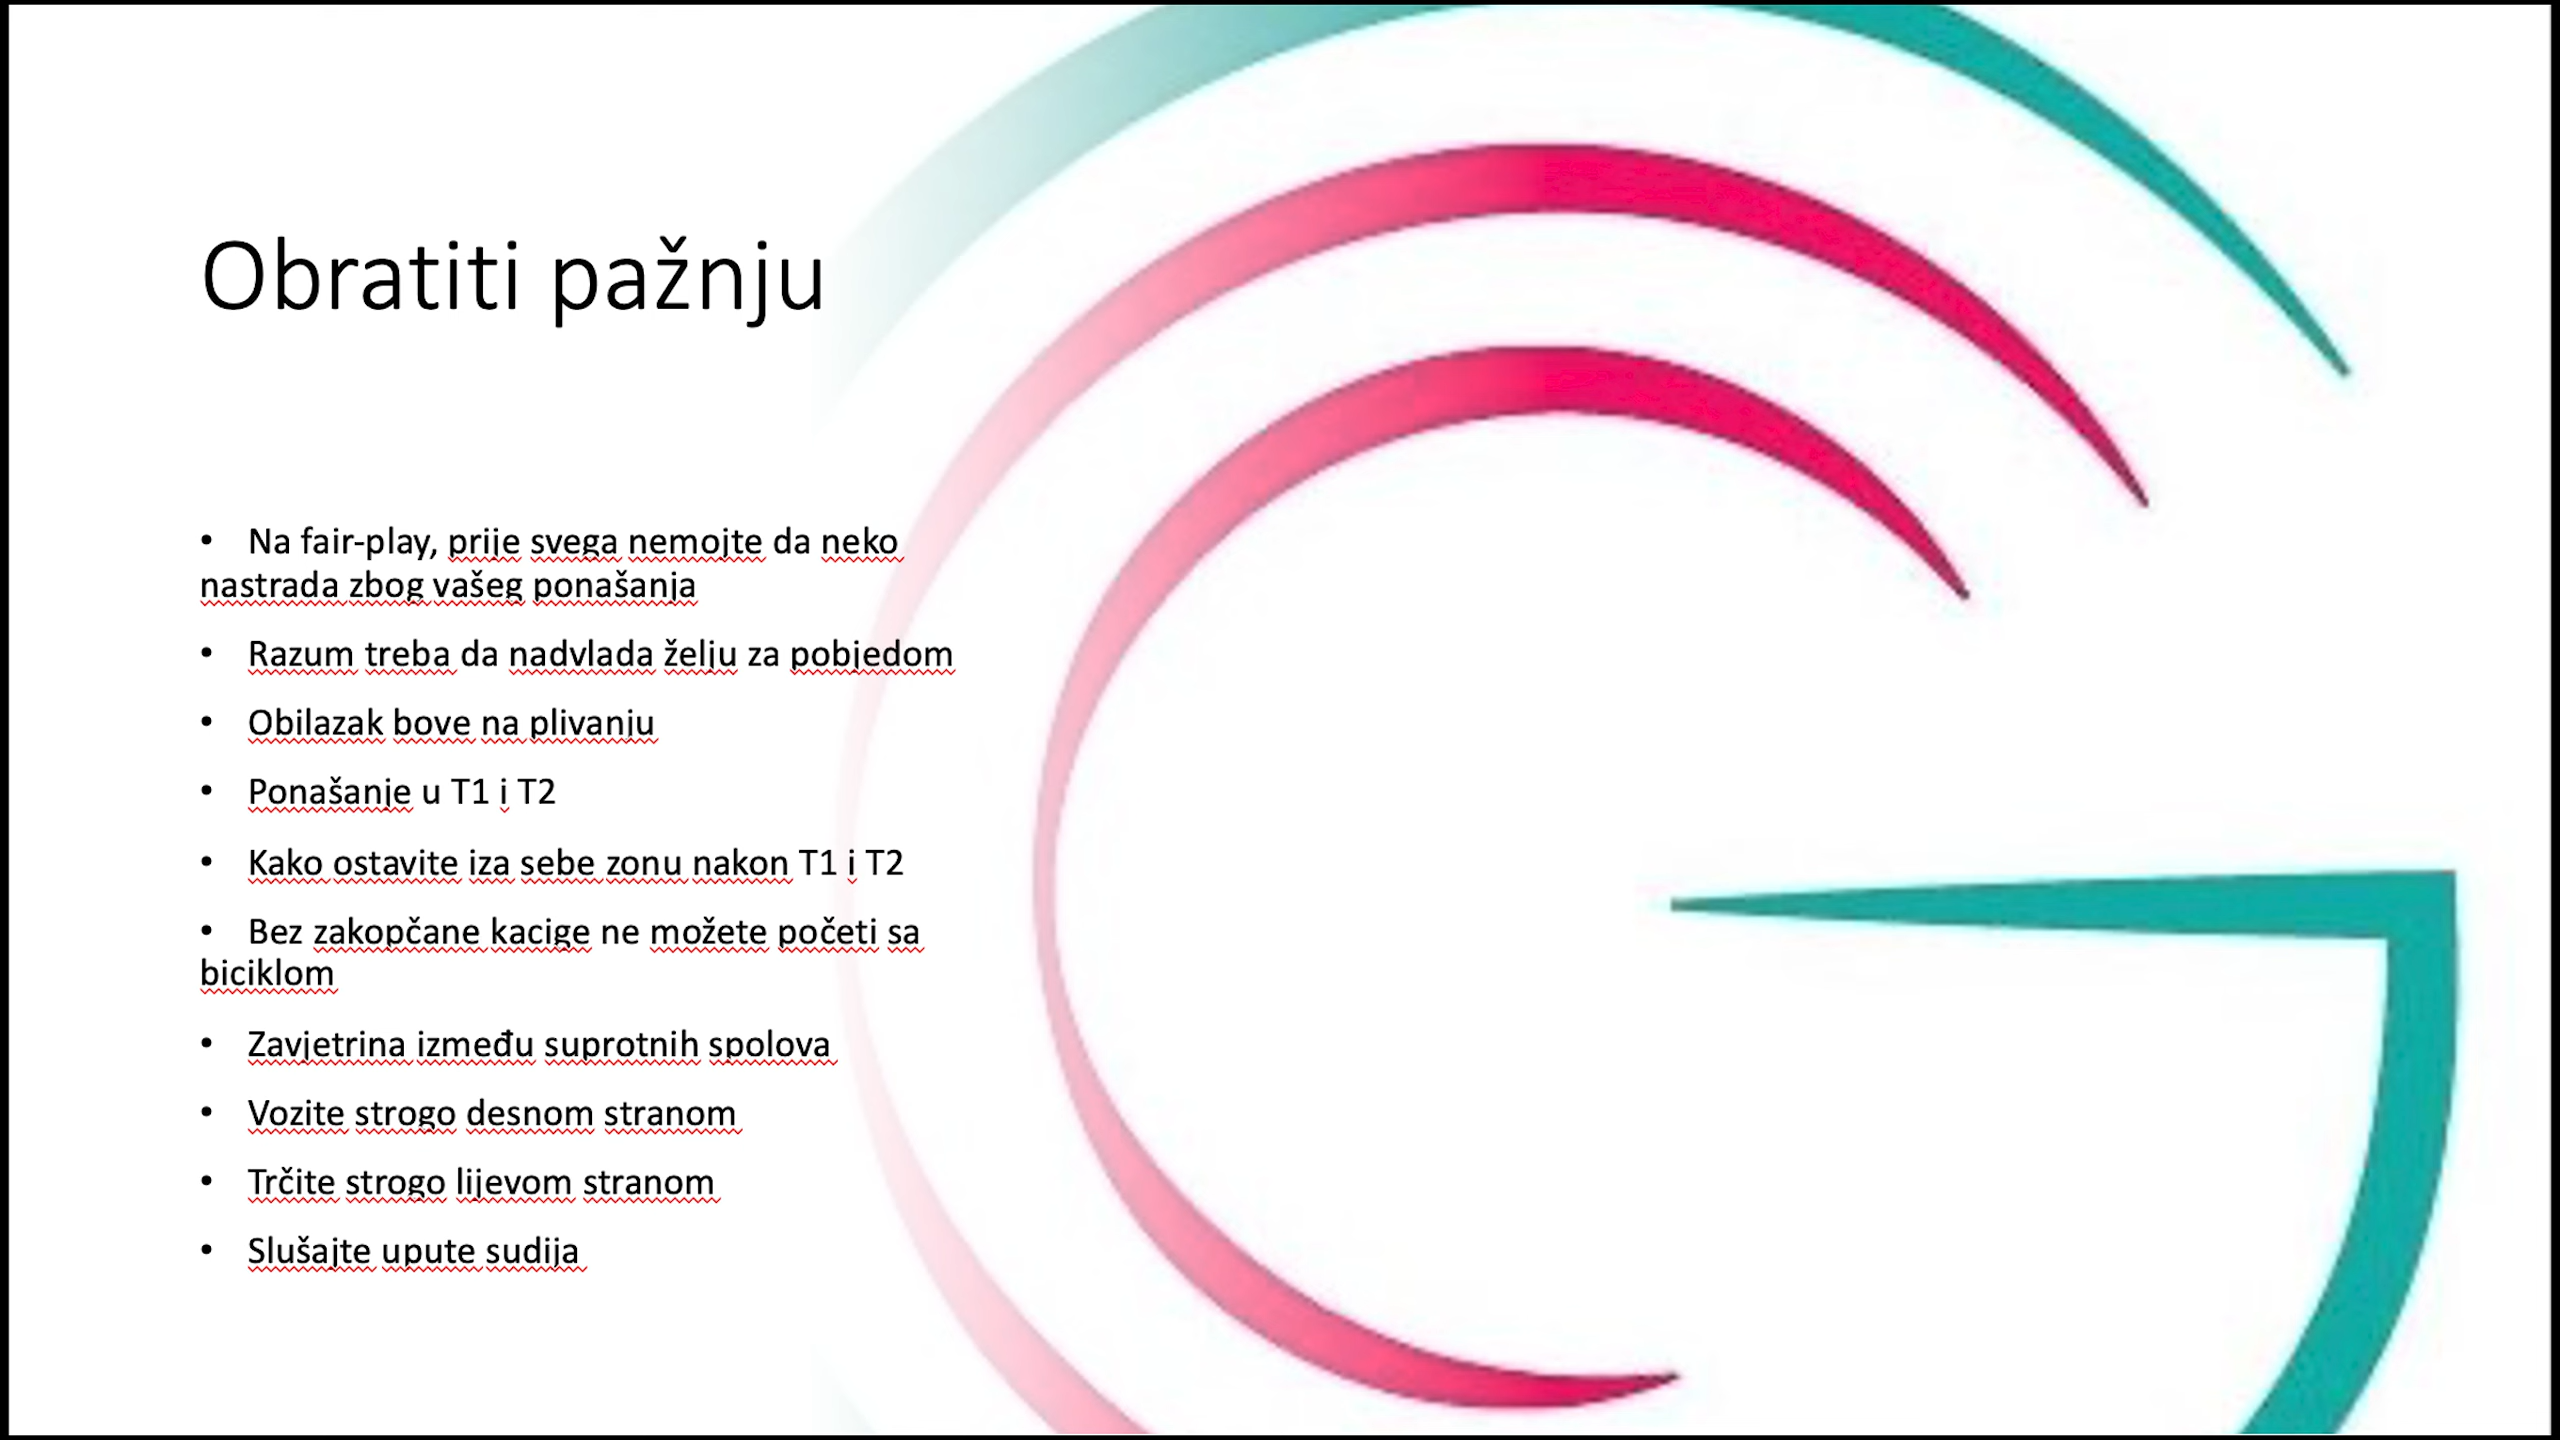 Obratiti pažnju
• Na fair-play, prije svega nemojte da neko
nastrada zbog vašeg ponašanja
• Razum treba da nadvlada želju za pobjedom
• Obilazak bove na plivanju
• Ponašanje u T1 i T2
• Kako ostavite iza sebe zonu nakon T1 i T2
• Bez zakopčane kacige ne možete početi sa
biciklom
• Zavjetrina između suprotnih spolova
• Vozite strogo desnom stranom
• Trčite strogo lijevom stranom
• Slušajte upute sudija